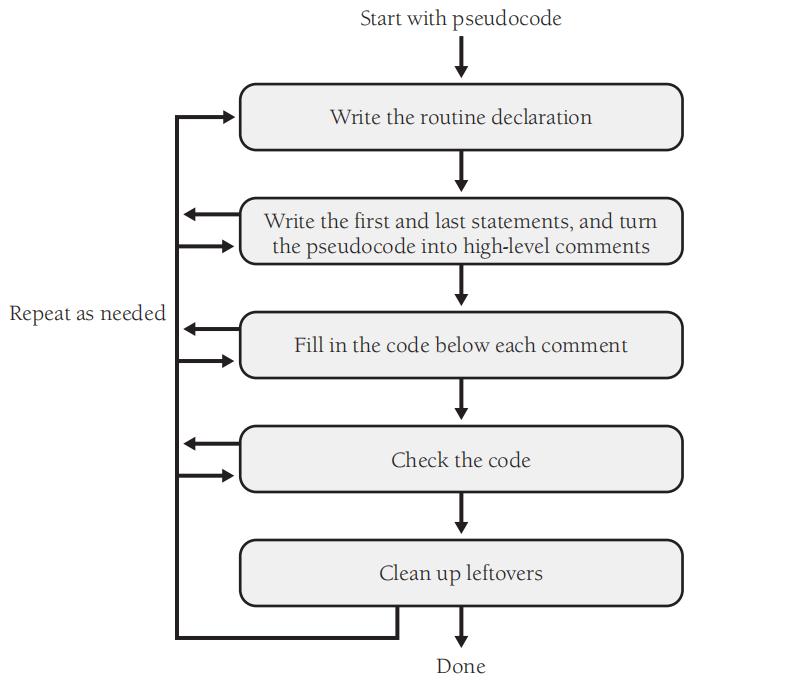 Start with pseudocode
Write the routine declaration
Write the first and last statements, and turn
the pseudocode into high-level comments
Repeat as needed
Fill in the code below each comment
Check the code
Clean up leftovers
Done